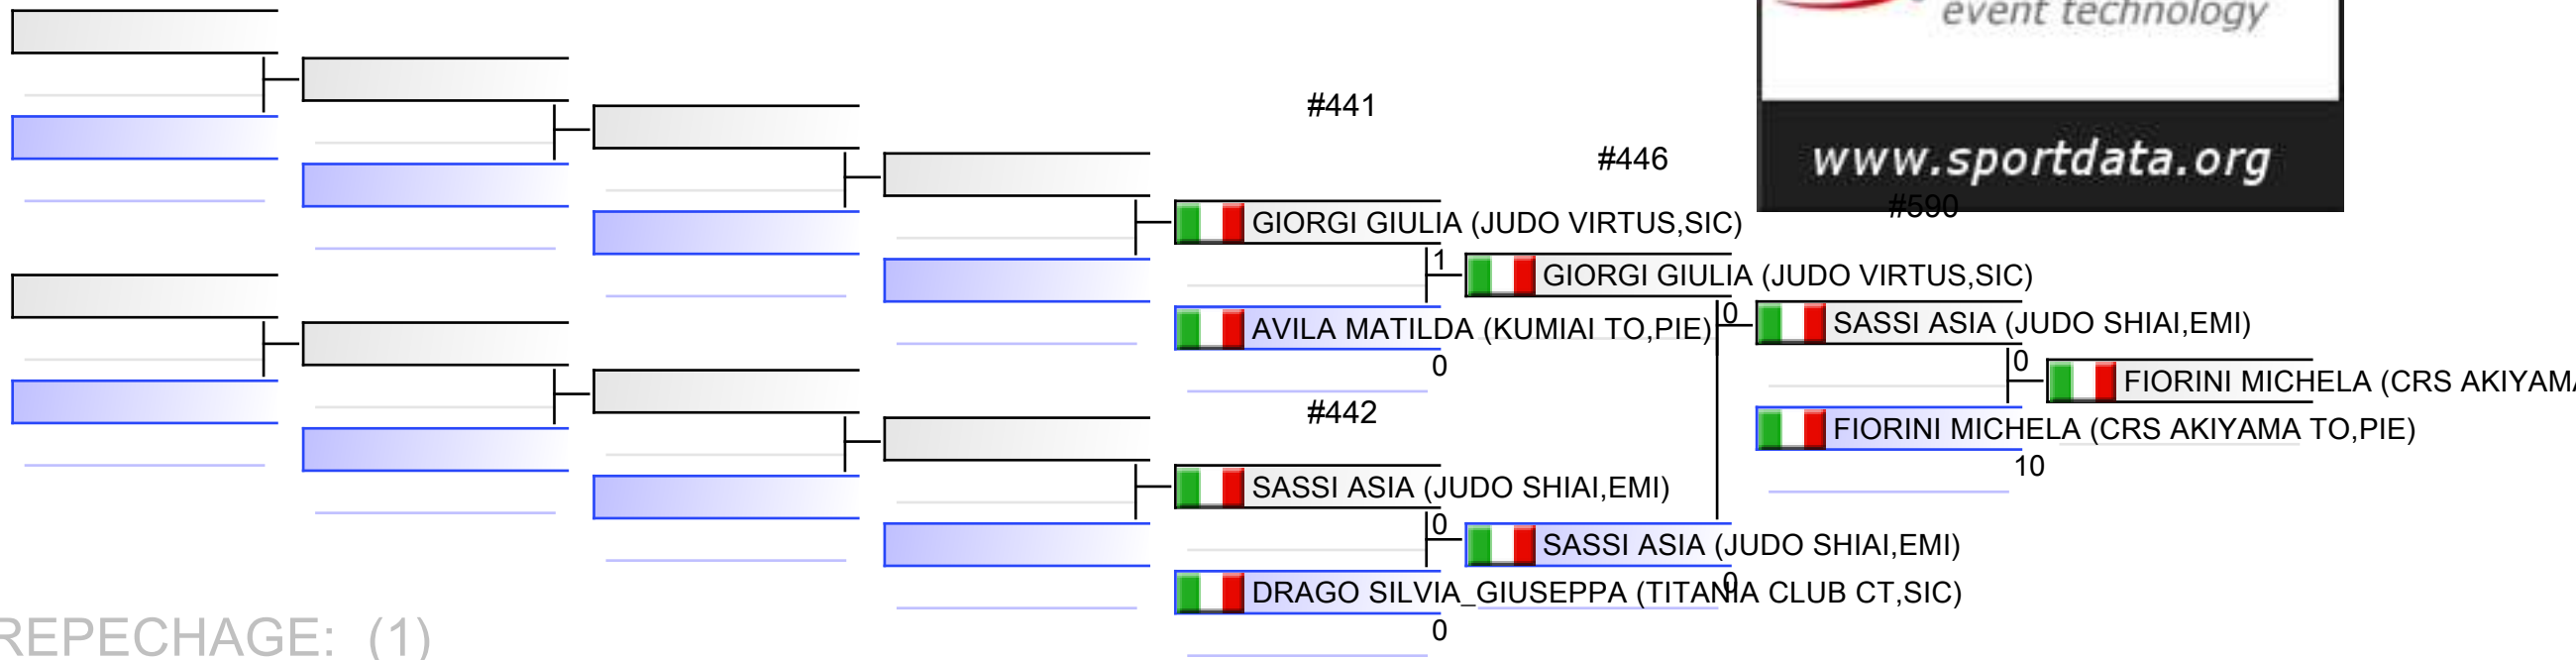 event technology
www.sportdata.org
#441
#446
#590
GIORGI GIULIA (JUDO VIRTUS,SIC)
1
GIORGI GIULIA (JUDO VIRTUS,SIC)
AVILA MATILDA (KUMIAI TO,PIE)
0
0
SASSI ASIA (JUDO SHIAI,EMI)
0
FIORINI MICHELA (CRS AKIYAMA
FIORINI MICHELA (CRS AKIYAMA TO,PIE)
10
#442
SASSI ASIA (JUDO SHIAI,EMI)
0
SASSI ASIA (JUDO SHIAI,EMI)
0
DRAGO SILVIA_GIUSEPPA (TITANIA CLUB CT,SIC)
0
REPECHAGE: (1)